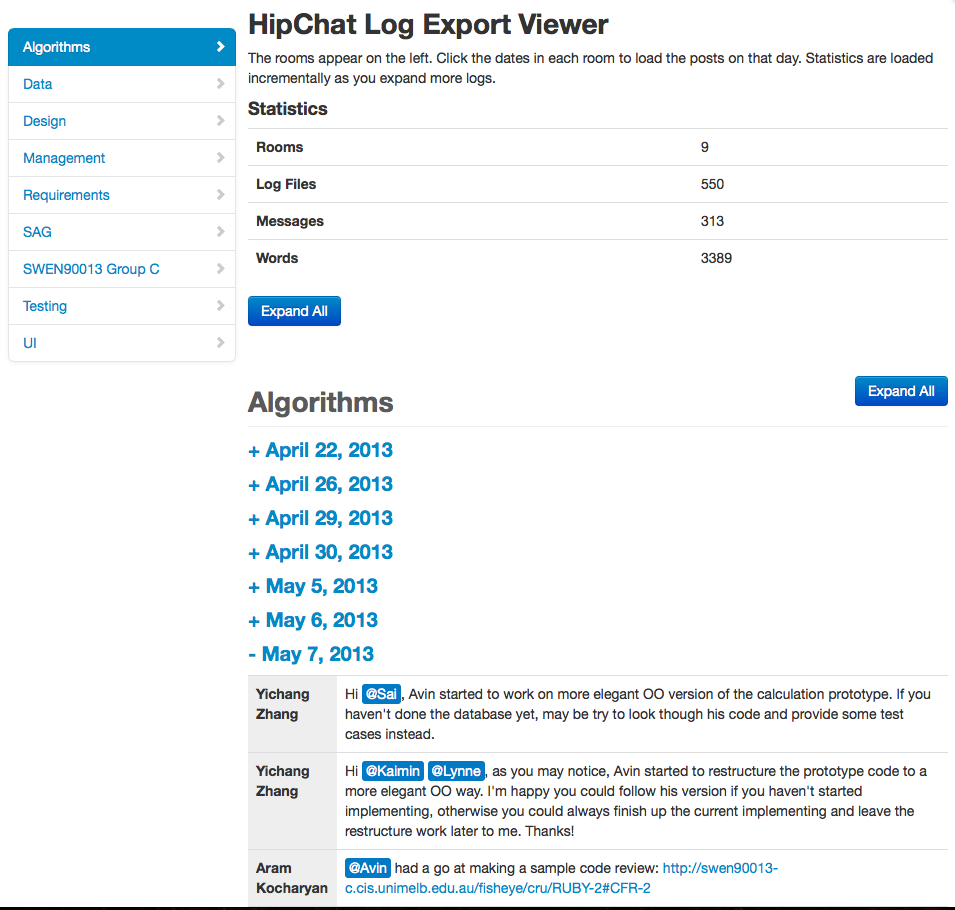 Algorithms
Data
Design
Management
Requirements
SAG
SWEN90013 Group C
Testing
UI
HipChat Log Export Viewer
The rooms appear on the left. Click the dates in each room to load the posts on that day. Statistics are loaded
incrementally as you expand more logs.
Statistics
Rooms 9
Log Files 550
Messages 313
Words 3389
Expand All
Algorithms
Expand All
+ April 22, 2013
+ April 26, 2013
+ April 29, 2013
+ April 30, 2013
+ May 5, 2013
+ May 6, 2013
- May 7, 2013
Yichang
Zhang
Hi @Sai, Avin started to work on more elegant OO version of the calculation prototype. If you
haven't done the database yet, may be try to look though his code and provide some test
cases instead.
Yichang
Zhang
Hi @Kaimin @Lynne, as you may notice, Avin started to restructure the prototype code to a
more elegant OO way. I'm happy you could follow his version if you haven't started
implementing, otherwise you could always finish up the current implementing and leave the
restructure work later to me. Thanks!
Aram
Kocharyan
@Avin had a go at making a sample code review: http://swen90013-
c.cis.unimelb.edu.au/fisheye/cru/RUBY-2#CFR-2